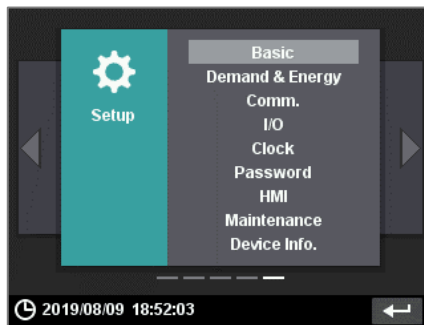 Setup
Basic
Demand & Energy
Comm.
I/O
Clock
Password
HMI
Maintenance
Device Info.
2019/08/09 18:52:03